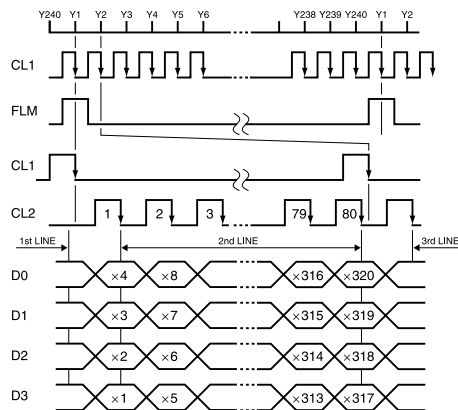 Y240 Y1 Y2 Y3 Y4 Y5 Y6 Y238 Y239 Y240 Y1 Y2
CL1
FLM
CL1
CL2 1 2 3 79 80
1st LINE 2nd LINE 3rd LINE
D0 ×4 ×8 ×316 ×320
D1 ×3 ×7 ×315 ×319
D2 ×2 ×6 ×314 ×318
D3 ×1 ×5 ×313 ×317